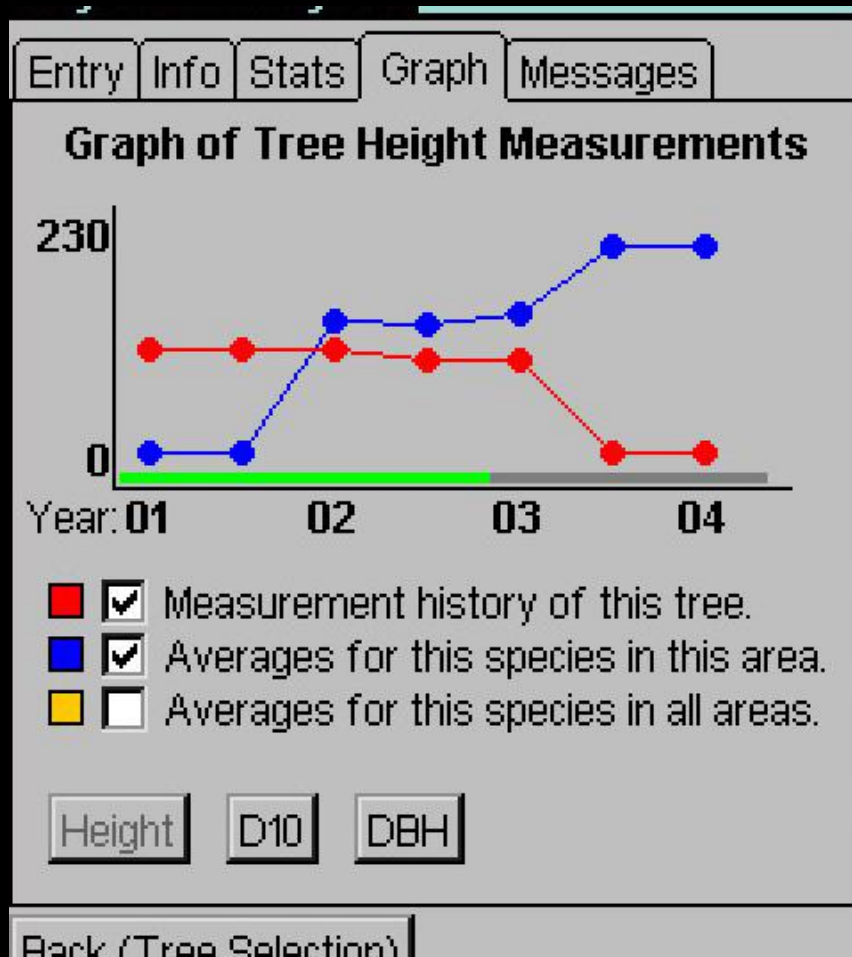 Entry Info Stats Graph Messages
Graph of Tree Height Measurements
230
0
Year: 01 02 03 04
Measurement history of this tree.
Averages for this species in this area.
Averages for this species in all areas.
Height D10 DBH
Back (Tree Selection)